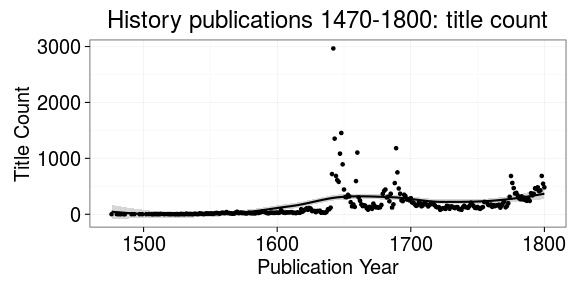 History publications 1470-1800: title count
3000
2000
1000
0
Title Count
1500 1600 1700 1800
Publication Year